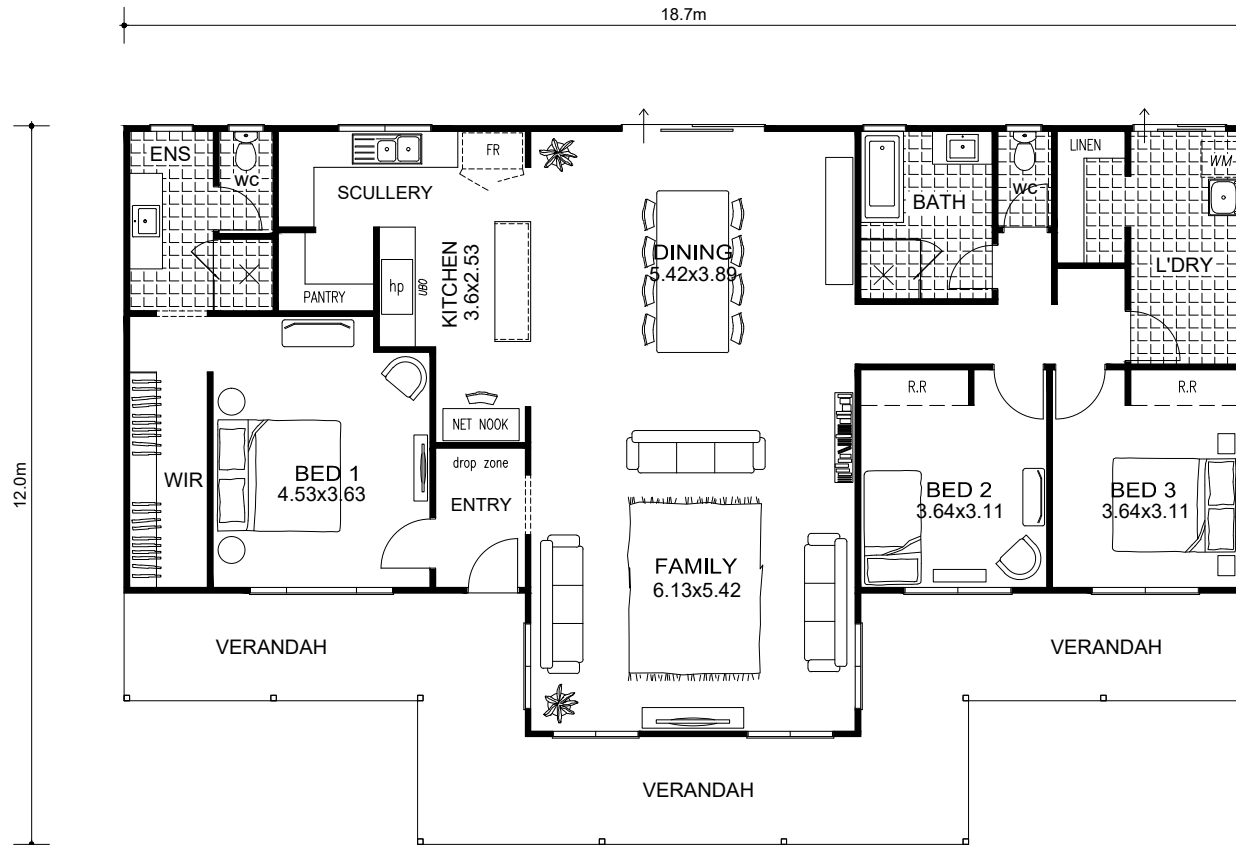 18.7m
12.0m
ENS
WC
SCULLERY
FR
PANTRY
hp
UBO
KITCHEN
3.6x2.53
DINING
5.42x3.89
BATH
WC
LINEN
WM
L'DRY
NET NOOK
drop zone
ENTRY
WIR
BED 1
4.53x3.63
R.R
R.R
BED 2
3.64x3.11
BED 3
3.64x3.11
FAMILY
6.13x5.42
VERANDAH
VERANDAH
VERANDAH